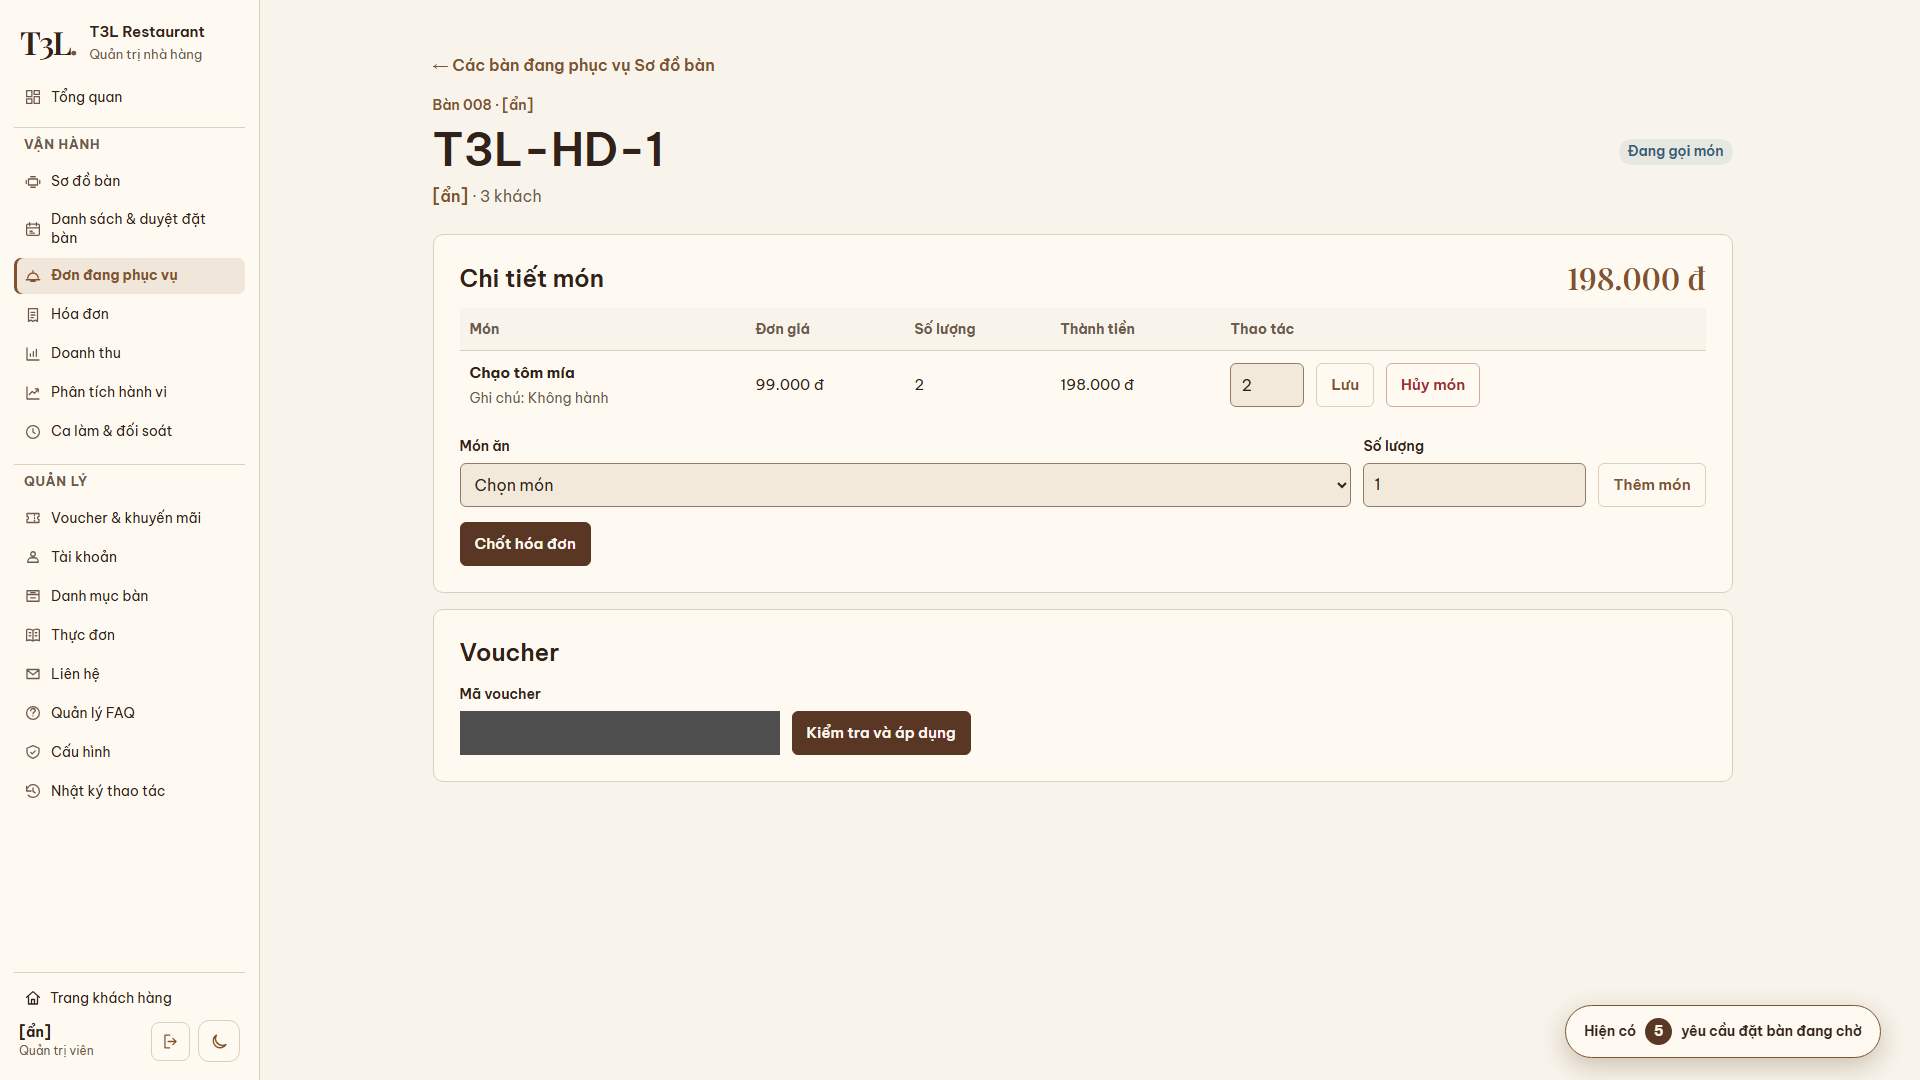 T3L.
T3L Restaurant
Quản trị nhà hàng
Tổng quan
VẬN HÀNH
Sơ đồ bàn
Danh sách & duyệt đặt
bàn
Đơn đang phục vụ
Hóa đơn
Doanh thu
Phân tích hành vi
Ca làm & đối soát
QUẢN LÝ
Voucher & khuyến mãi
Tài khoản
Danh mục bàn
Thực đơn
Liên hệ
Quản lý FAQ
Cấu hình
Nhật ký thao tác
Trang khách hàng
[ẩn]
Quản trị viên
← Các bàn đang phục vụ Sơ đồ bàn
Bàn 008 · [ẩn]
T3L-HD-1
Đang gọi món
[ẩn] · 3 khách
Chi tiết món
198.000 đ
Món Đơn giá Số lượng Thành tiền Thao tác
Chạo tôm mía
Ghi chú: Không hành
99.000 đ 2 198.000 đ 2 Lưu Hủy món
Món ăn Số lượng
Chọn món 1 Thêm món
Chốt hóa đơn
Voucher
Mã voucher
Kiểm tra và áp dụng
Hiện có 5 yêu cầu đặt bàn đang chờ